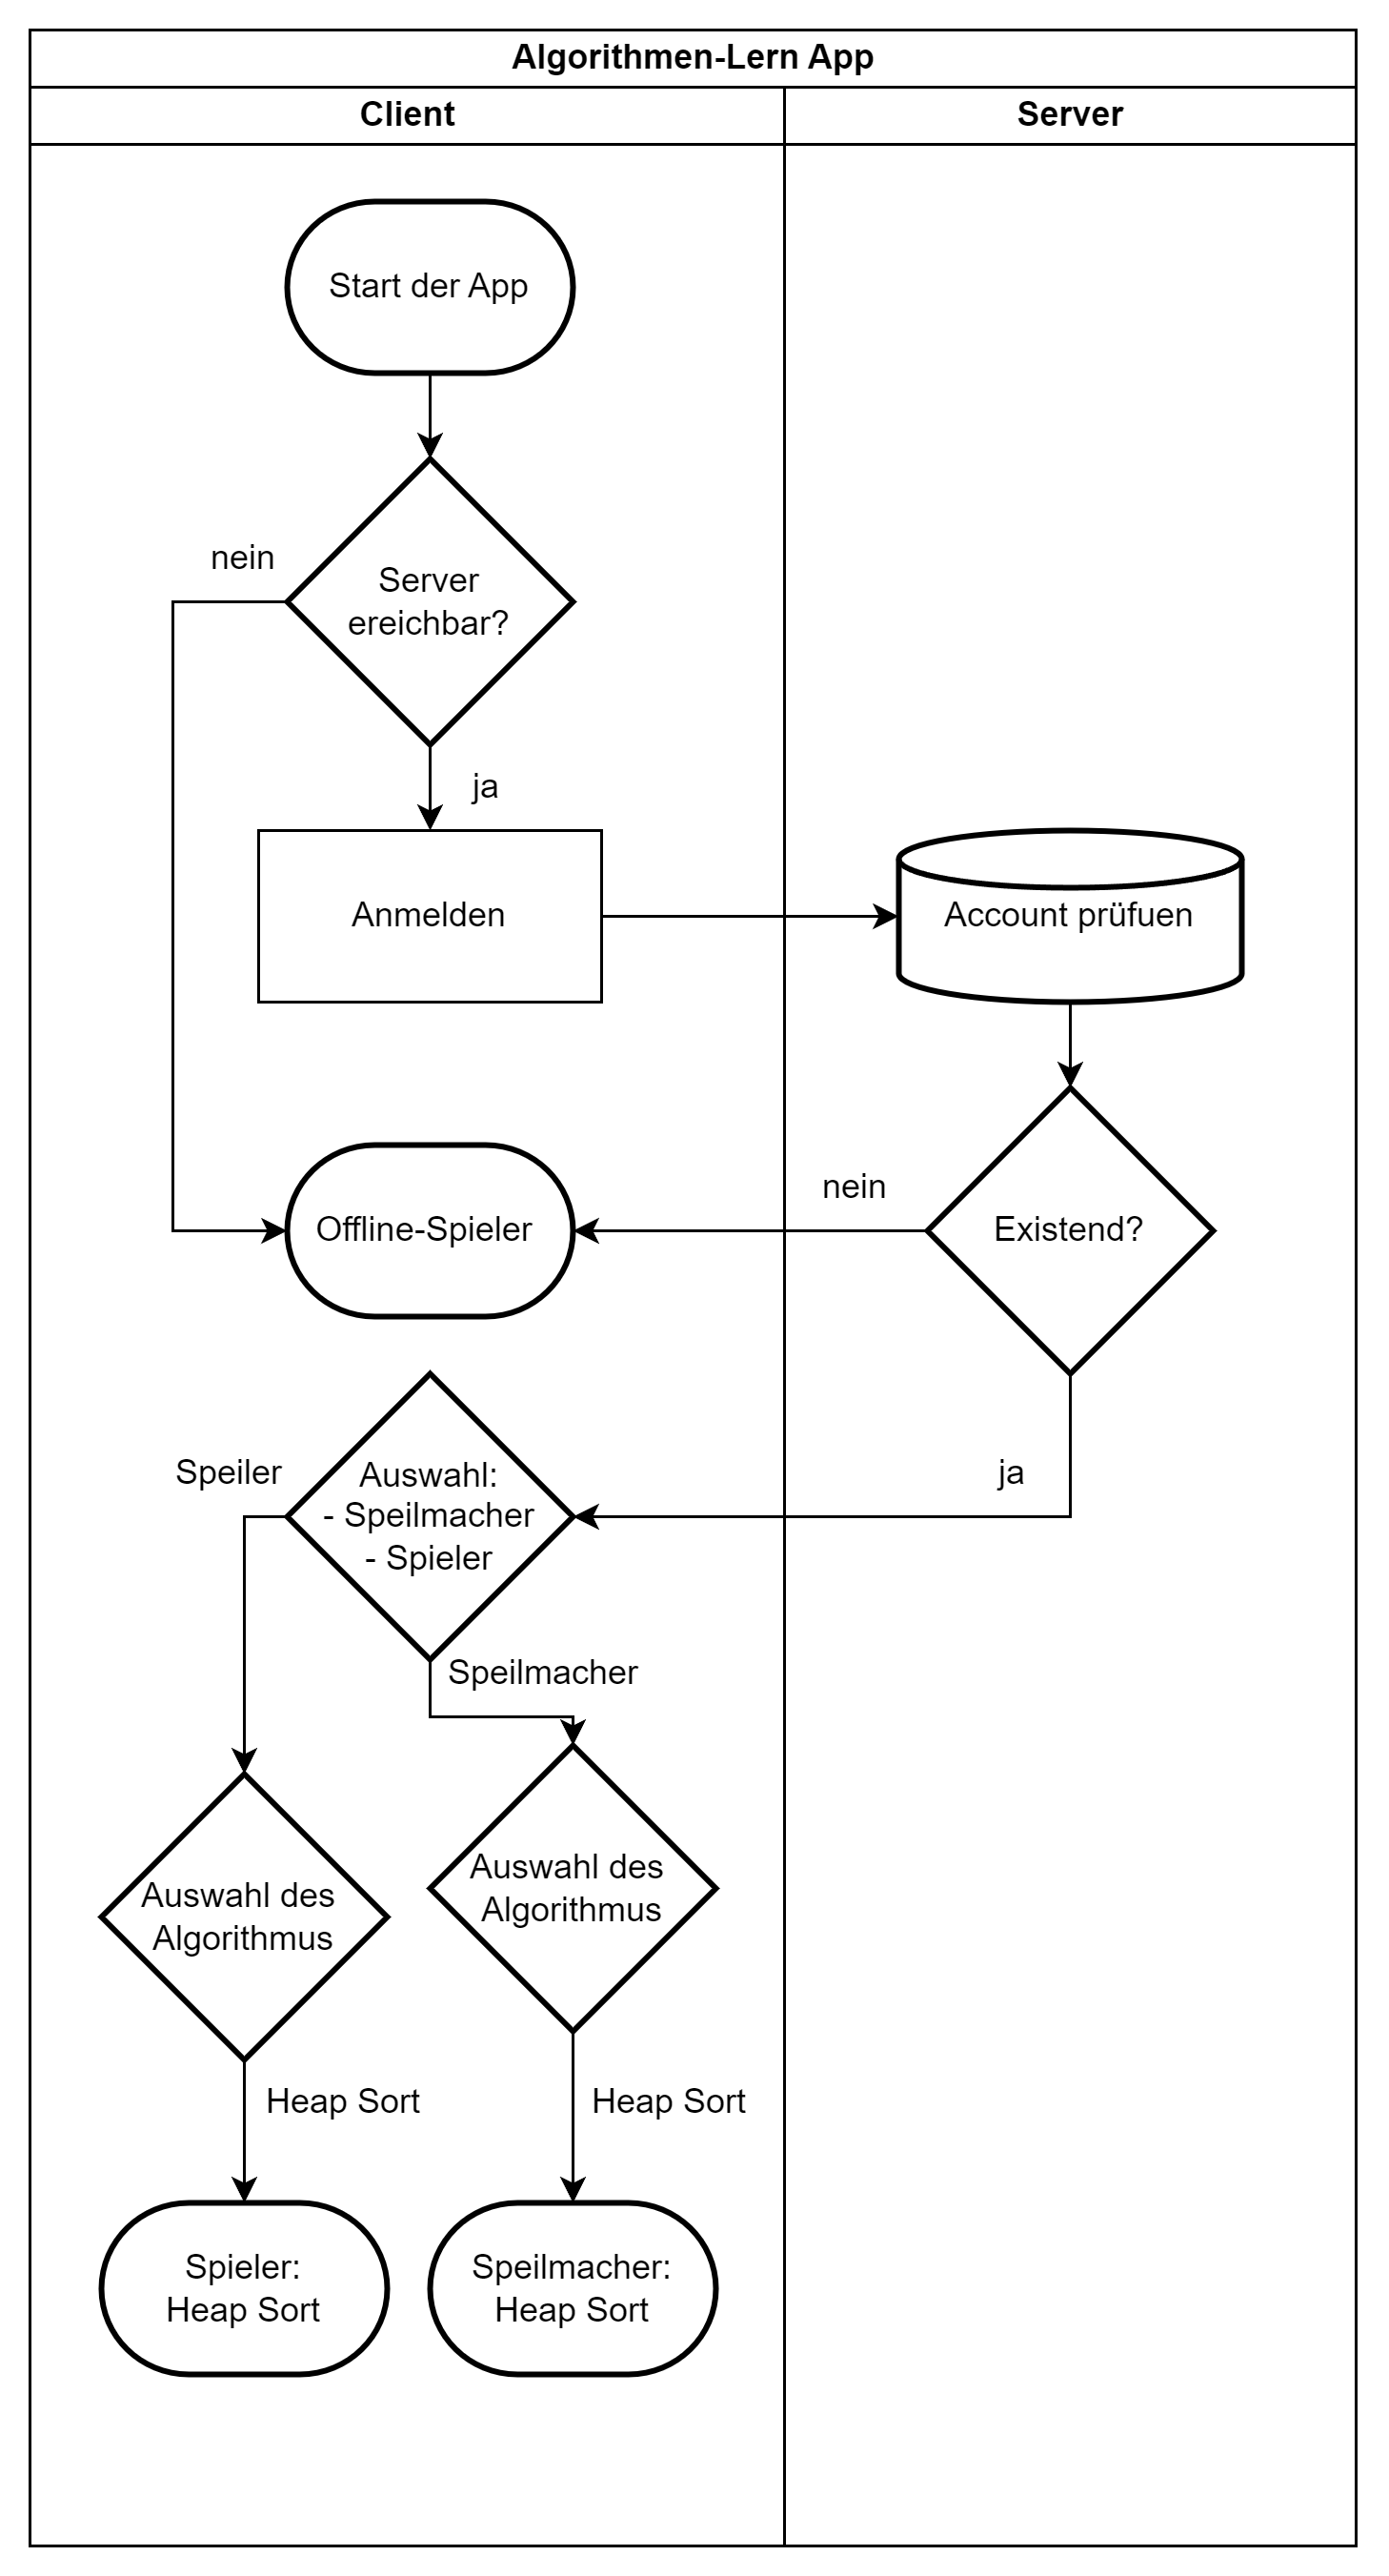 Algorithmen-Lern App
Client
Server
Start der App
nein
Server
ereichbar?
ja
Anmelden
Account prüfuen
nein
Offline-Spieler
Existend?
Speiler
Auswahl:
- Speilmacher
- Spieler
ja
Speilmacher
Auswahl des
Algorithmus
Auswahl des
Algorithmus
Heap Sort
Heap Sort
Spieler:
Heap Sort
Speilmacher:
Heap Sort